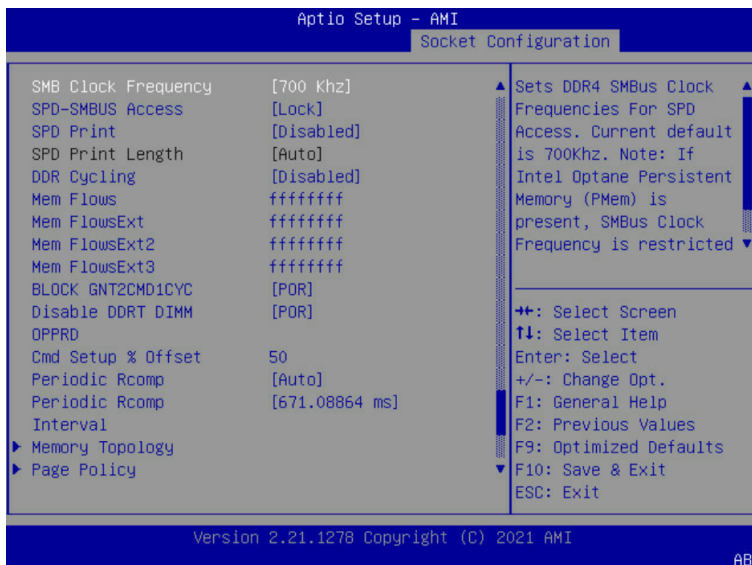 Aptio Setup – AMI
Socket Configuration
SMB Clock Frequency [700 Khz]
SPD-SMBUS Access [Lock]
SPD Print [Disabled]
SPD Print Length [Auto]
DDR Cycling [Disabled]
Mem Flows ffffffff
Mem FlowsExt ffffffff
Mem FlowsExt2 ffffffff
Mem FlowsExt3 ffffffff
BLOCK GNT2CMD1CYC [POR]
Disable DDRT DIMM [POR]
OPPRD
Cmd Setup % Offset 50
Periodic Rcomp [Auto]
Periodic Rcomp [671.08864 ms]
Interval
Memory Topology
Page Policy
Sets DDR4 SMBus Clock
Frequencies For SPD
Access. Current default
is 700Khz. Note: If
Intel Optane Persistent
Memory (PMem) is
present, SMBus Clock
Frequency is restricted
→←: Select Screen
↑↓: Select Item
Enter: Select
+/-: Change Opt.
F1: General Help
F2: Previous Values
F9: Optimized Defaults
F10: Save & Exit
ESC: Exit
Version 2.21.1278 Copyright (C) 2021 AMI
AB